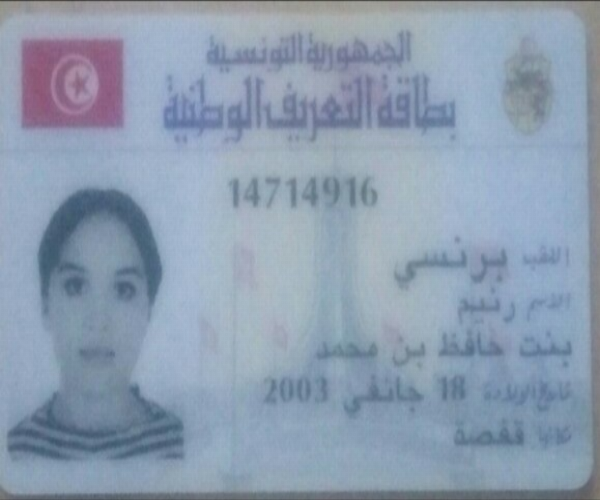 الجمهورية التونسية
بطاقة التعريف الوطنية
14714916
اللقب برنسي
الاسم رنيم
بنت حافظ بن محمد
تاريخ الولادة 18 جانفي 2003
مكانها قفصة